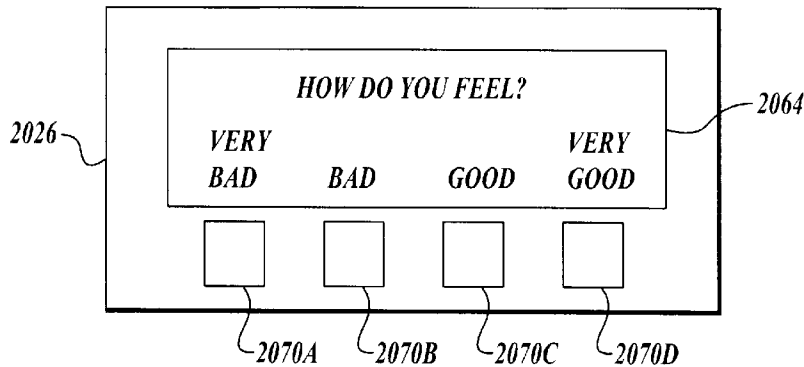 HOW DO YOU FEEL?
2064
2026
VERY BAD
BAD
GOOD
VERY GOOD
2070A
2070B
2070C
2070D